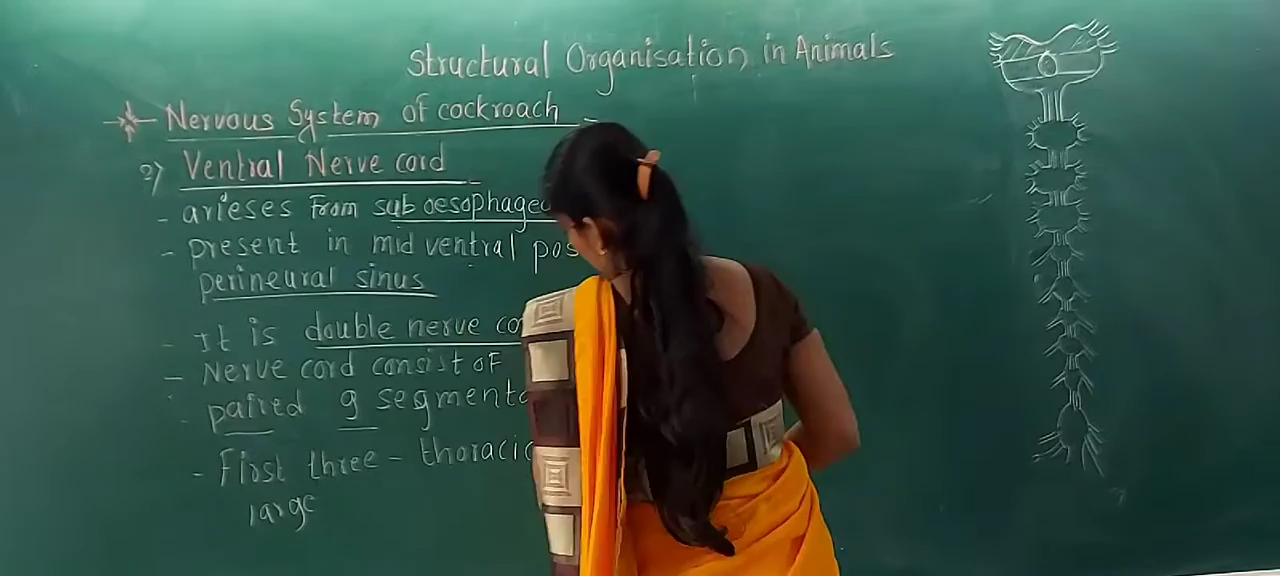 Structural Organisation in Animals
Nervous System of cockroach
2) Ventral Nerve cord
- arieses from sub oesophage
- present in mid ventral pos
perineural sinus
- It is double nerve co
- Nerve cord consist of
- paired 9 segmenta
- First three - thoracic
large